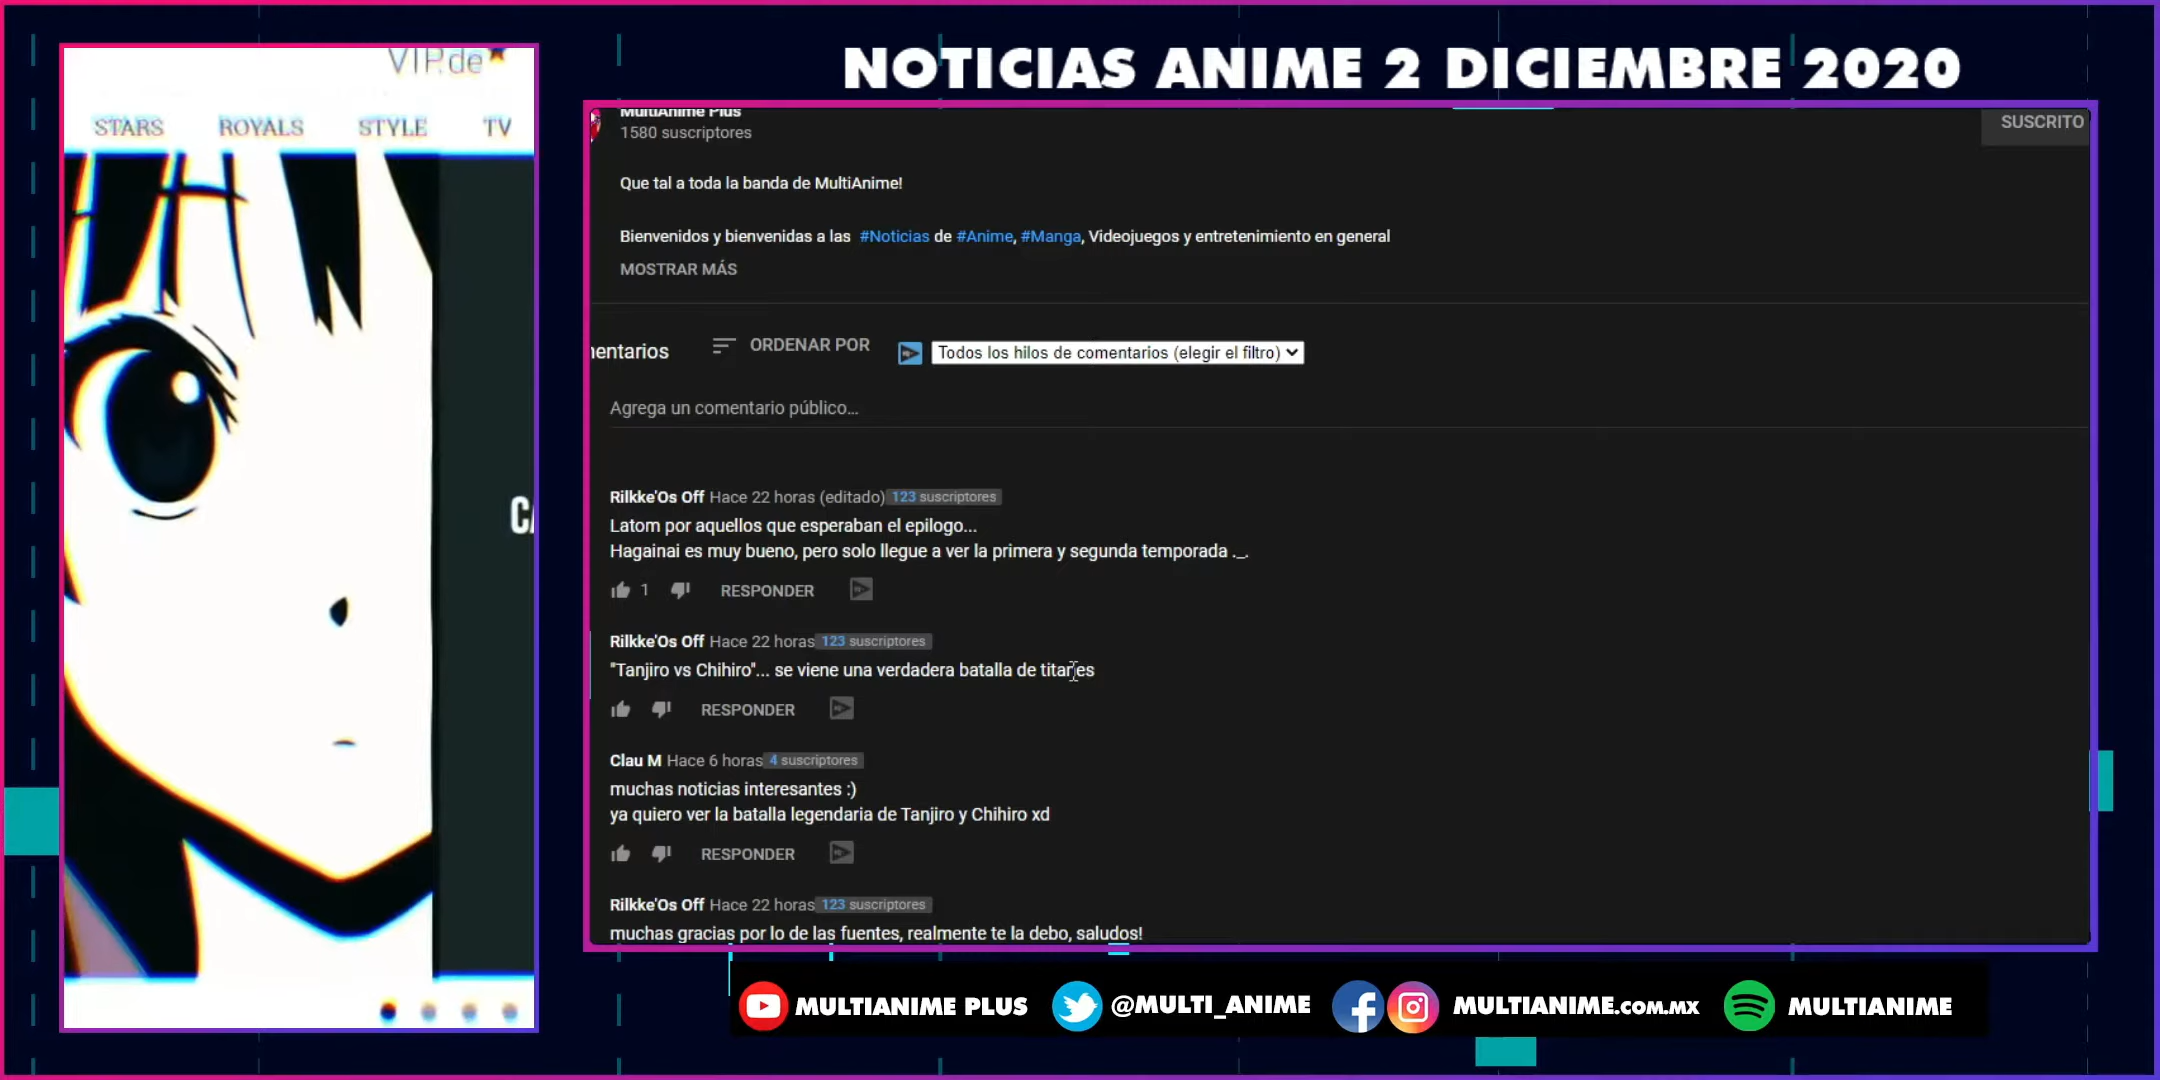 VIP.de
STARS ROYALS STYLE TV
NOTICIAS ANIME 2 DICIEMBRE 2020
MultiAnime Plus
1580 suscriptores
SUSCRITO
Que tal a toda la banda de MultiAnime!
Bienvenidos y bienvenidas a las #Noticias de #Anime, #Manga, Videojuegos y entretenimiento en general
MOSTRAR MÁS
entarios
ORDENAR POR
Todos los hilos de comentarios (elegir el filtro)
Agrega un comentario público...
Rilkke'Os Off Hace 22 horas (editado) 123 suscriptores
Latom por aquellos que esperaban el epilogo...
Hagainai es muy bueno, pero solo llegue a ver la primera y segunda temporada ._.
1 RESPONDER
Rilkke'Os Off Hace 22 horas 123 suscriptores
"Tanjiro vs Chihiro"... se viene una verdadera batalla de titanes
RESPONDER
Clau M Hace 6 horas 4 suscriptores
muchas noticias interesantes :)
ya quiero ver la batalla legendaria de Tanjiro y Chihiro xd
RESPONDER
Rilkke'Os Off Hace 22 horas 123 suscriptores
muchas gracias por lo de las fuentes, realmente te la debo, saludos!
MULTIANIME PLUS @MULTI_ANIME MULTIANIME.COM.MX MULTIANIME